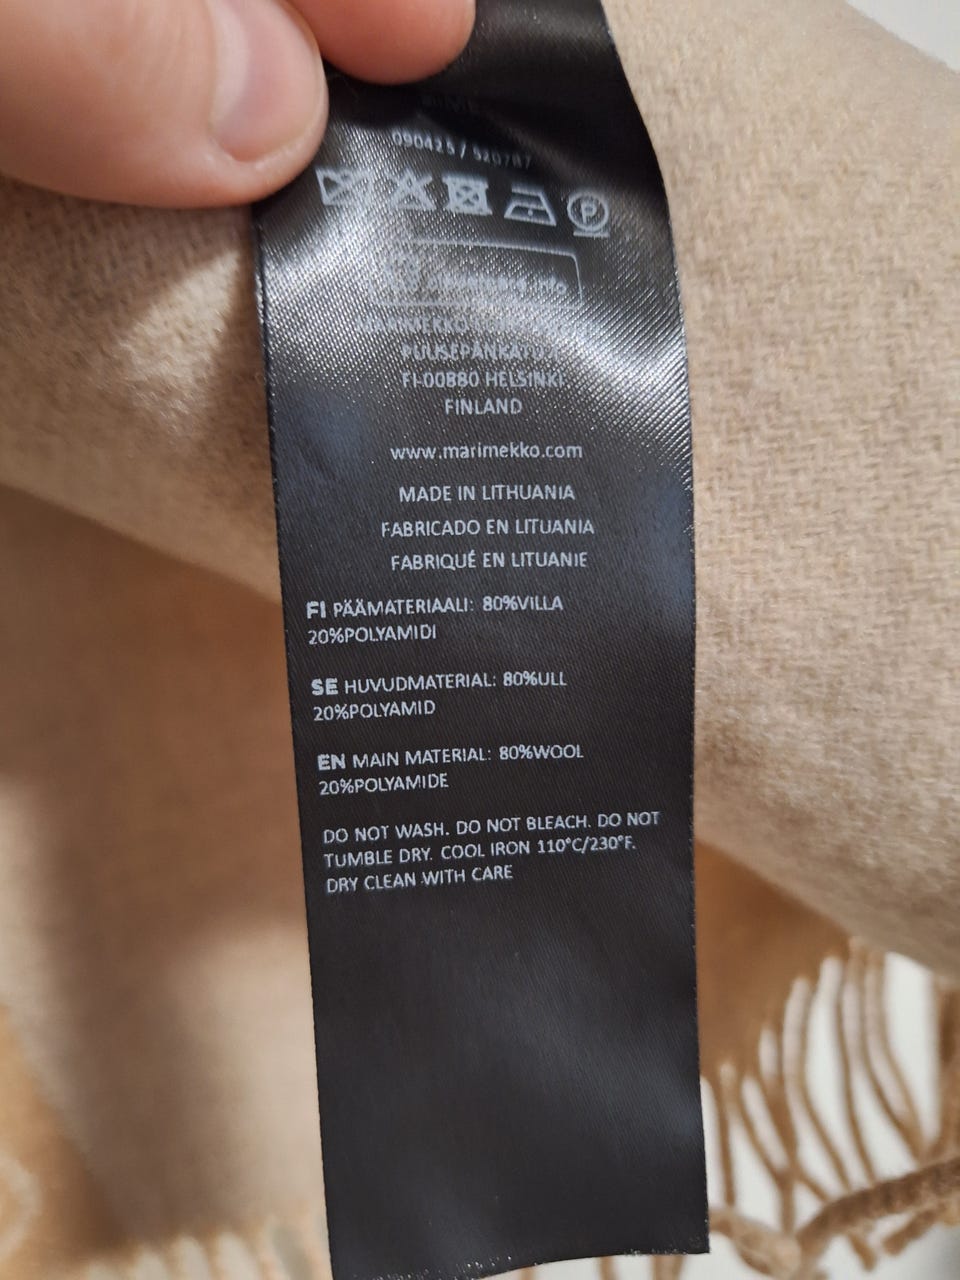 090425 / 520787
P
MARIMEKKO
FI-00880 HELSINKI
FINLAND
www.marimekko.com
MADE IN LITHUANIA
FABRICADO EN LITUANIA
FABRIQUÉ EN LITUANIE
FI PÄÄMATERIAALI: 80%VILLA
20%POLYAMIDI
SE HUVUDMATERIAL: 80%ULL
20%POLYAMID
EN MAIN MATERIAL: 80%WOOL
20%POLYAMIDE
DO NOT WASH. DO NOT BLEACH. DO NOT
TUMBLE DRY. COOL IRON 110°C/230°F.
DRY CLEAN WITH CARE